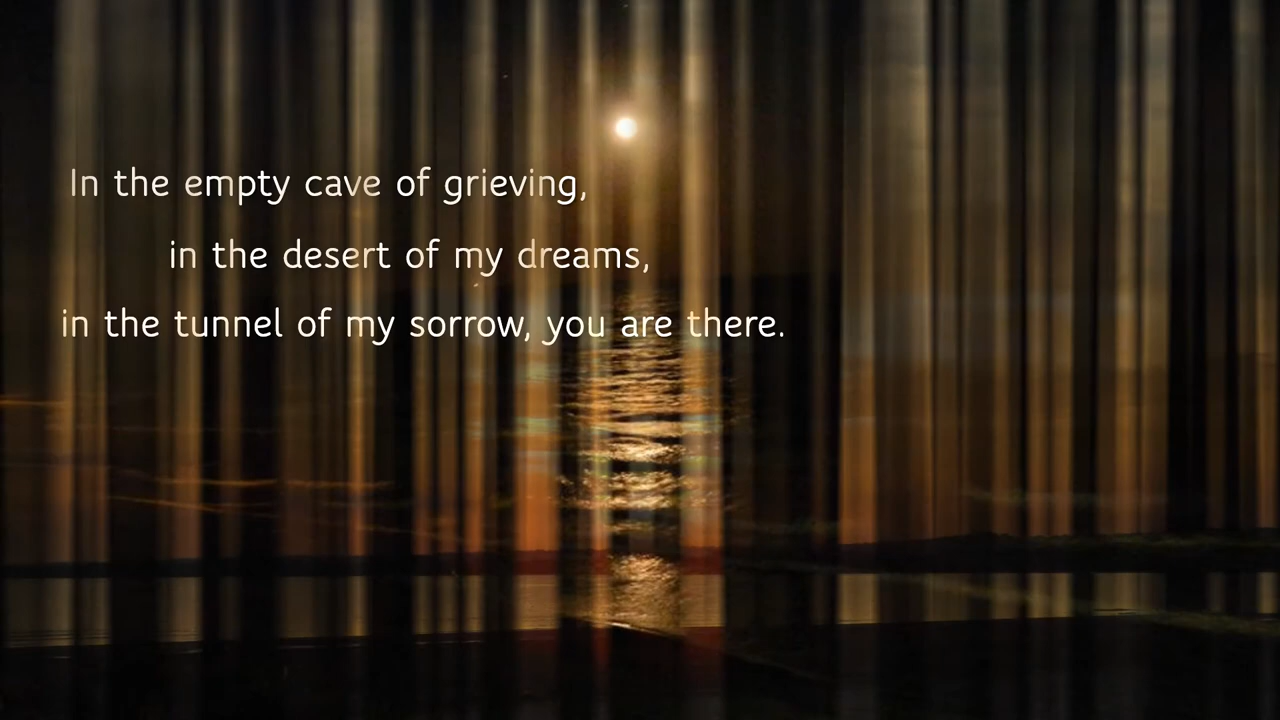 In the empty cave of grieving,
in the desert of my dreams,
in the tunnel of my sorrow, you are there.